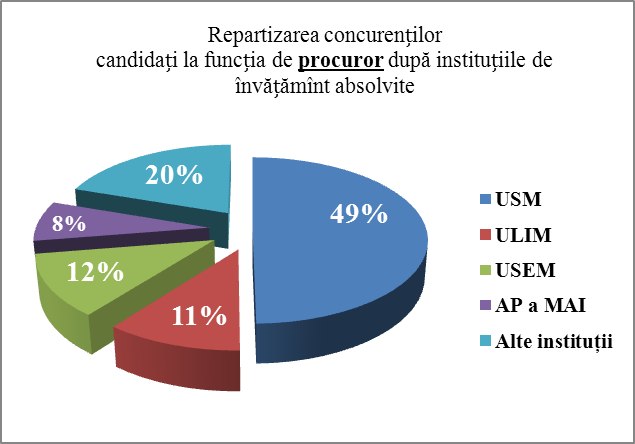 Repartizarea concurenților
candidați la funcția de procuror după instituțiile de
învățămînt absolvite
20%
49%
8%
12%
11%
USM
ULIM
USEM
AP a MAI
Alte instituții